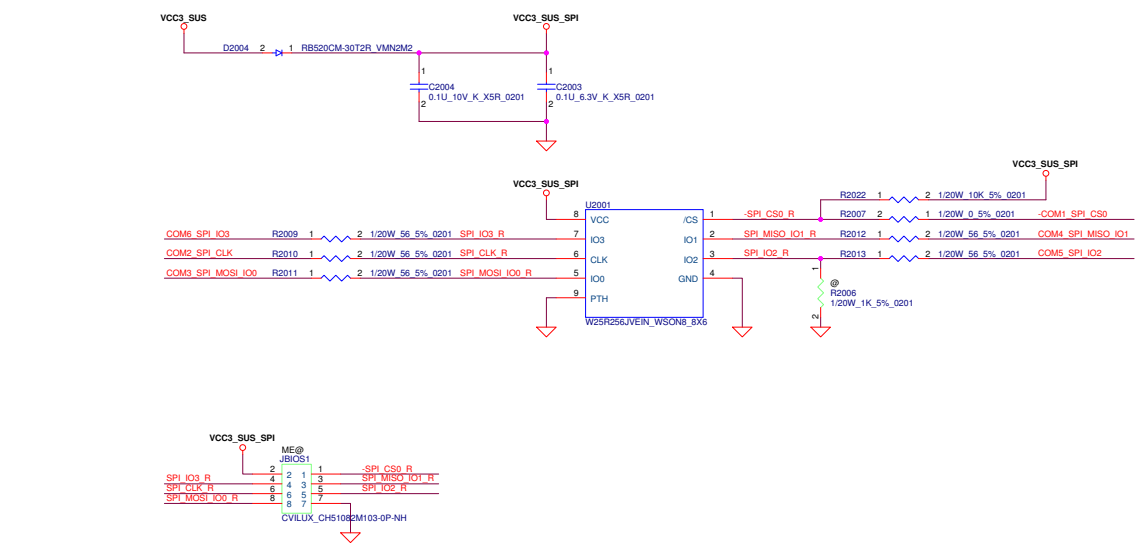 VCC3_SUS
VCC3_SUS_SPI
D2004 2 1 RB520CM-30T2R_VMN2M2
1 1
C2004 C2003
0.1U_10V_K_X5R_0201 0.1U_6.3V_K_X5R_0201
2 2
VCC3_SUS_SPI
VCC3_SUS_SPI
R2022 1 2 1/20W_10K_5%_0201
U2001
8 VCC /CS 1 -SPI_CS0_R R2007 2 1 1/20W_0_5%_0201 -COM1_SPI_CS0
COM6_SPI_IO3 R2009 1 2 1/20W_56_5%_0201 SPI_IO3_R 7 IO3 IO1 2 SPI_MISO_IO1_R R2012 1 2 1/20W_56_5%_0201 COM4_SPI_MISO_IO1
COM2_SPI_CLK R2010 1 2 1/20W_56_5%_0201 SPI_CLK_R 6 CLK IO2 3 SPI_IO2_R R2013 1 2 1/20W_56_5%_0201 COM5_SPI_IO2
COM3_SPI_MOSI_IO0 R2011 1 2 1/20W_56_5%_0201 SPI_MOSI_IO0_R 5 IO0 GND 4
1 @
9 PTH R2006
1/20W_1K_5%_0201
2
W25R256JVEIN_WSON8_8X6
VCC3_SUS_SPI
ME@
JBIOS1
2 2 1 1 -SPI_CS0_R
SPI_IO3_R 4 4 3 3 SPI_MISO_IO1_R
SPI_CLK_R 6 6 5 5 SPI_IO2_R
SPI_MOSI_IO0_R 8 8 7 7
CVILUX_CH51082M103-0P-NH